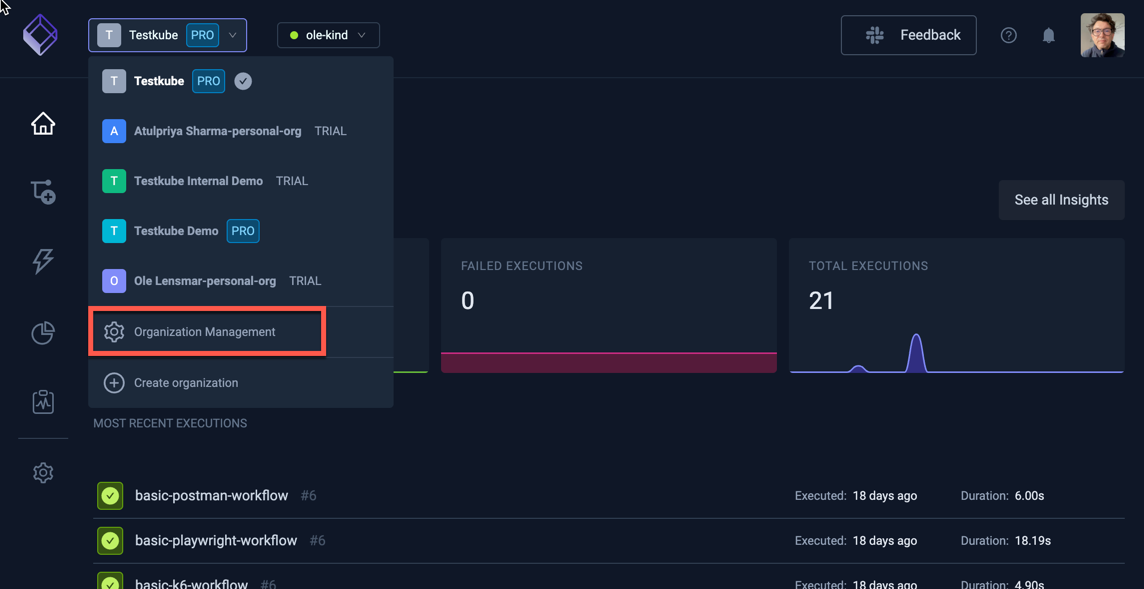 T Testkube PRO
ole-kind
Feedback
T Testkube PRO
A Atulpriya Sharma-personal-org TRIAL
T Testkube Internal Demo TRIAL
T Testkube Demo PRO
O Ole Lensmar-personal-org TRIAL
Organization Management
Create organization
See all Insights
FAILED EXECUTIONS
0
TOTAL EXECUTIONS
21
MOST RECENT EXECUTIONS
basic-postman-workflow #6 Executed: 18 days ago Duration: 6.00s
basic-playwright-workflow #6 Executed: 18 days ago Duration: 18.19s
basic-k6-workflow #6 Executed: 18 days ago Duration: 4.90s